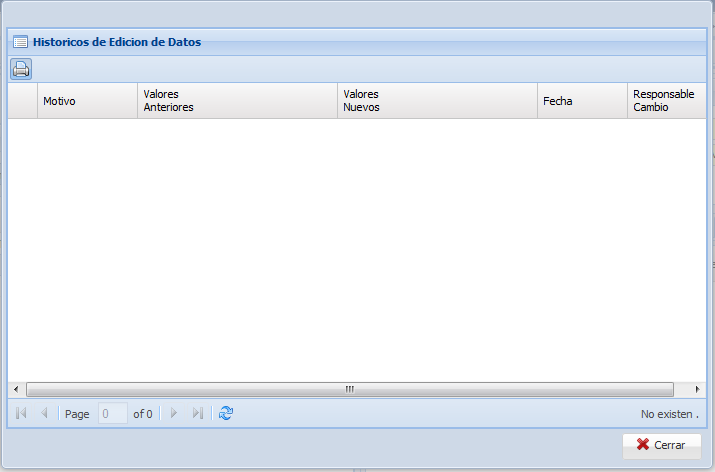 Historicos de Edicion de Datos
Motivo
Valores
Anteriores
Valores
Nuevos
Fecha
Responsable
Cambio
Page 0 of 0
No existen .
Cerrar